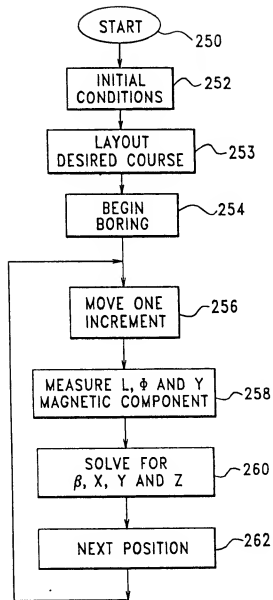 START
250
INITIAL
CONDITIONS
252
LAYOUT
DESIRED COURSE
253
BEGIN
BORING
254
MOVE ONE
INCREMENT
256
MEASURE L, Φ AND Y
MAGNETIC COMPONENT
258
SOLVE FOR
β, X, Y AND Z
260
NEXT POSITION
262